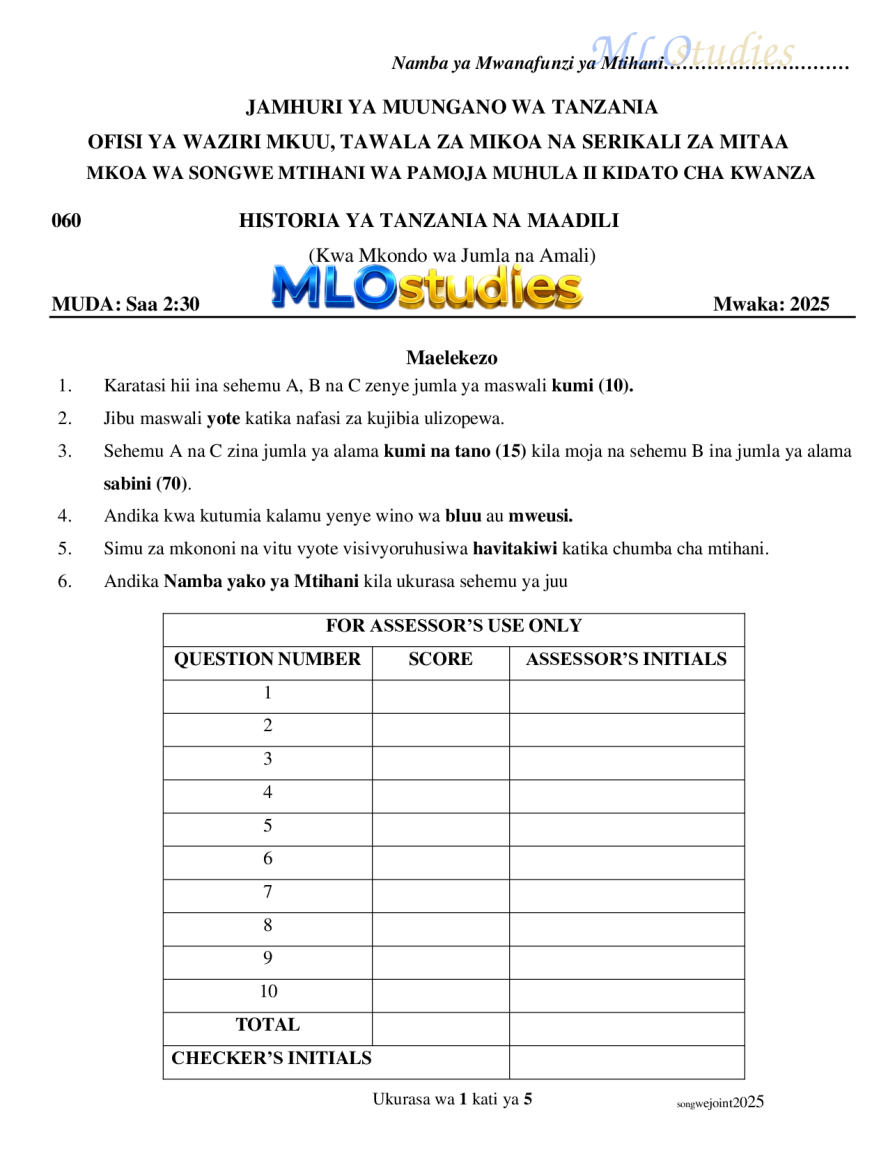 MLOstudies
Namba ya Mwanafunzi ya Mtihani……………………………
JAMHURI YA MUUNGANO WA TANZANIA
OFISI YA WAZIRI MKUU, TAWALA ZA MIKOA NA SERIKALI ZA MITAA
MKOA WA SONGWE MTIHANI WA PAMOJA MUHULA II KIDATO CHA KWANZA
060 HISTORIA YA TANZANIA NA MAADILI
(Kwa Mkondo wa Jumla na Amali)
MLOstudies
MUDA: Saa 2:30 Mwaka: 2025
Maelekezo
1. Karatasi hii ina sehemu A, B na C zenye jumla ya maswali kumi (10).
2. Jibu maswali yote katika nafasi za kujibia ulizopewa.
3. Sehemu A na C zina jumla ya alama kumi na tano (15) kila moja na sehemu B ina jumla ya alama
sabini (70).
4. Andika kwa kutumia kalamu yenye wino wa bluu au mweusi.
5. Simu za mkononi na vitu vyote visivyoruhusiwa havitakiwi katika chumba cha mtihani.
6. Andika Namba yako ya Mtihani kila ukurasa sehemu ya juu
FOR ASSESSOR'S USE ONLY
QUESTION NUMBER SCORE ASSESSOR'S INITIALS
1
2
3
4
5
6
7
8
9
10
TOTAL
CHECKER'S INITIALS
Ukurasa wa 1 kati ya 5 songwejoint2025